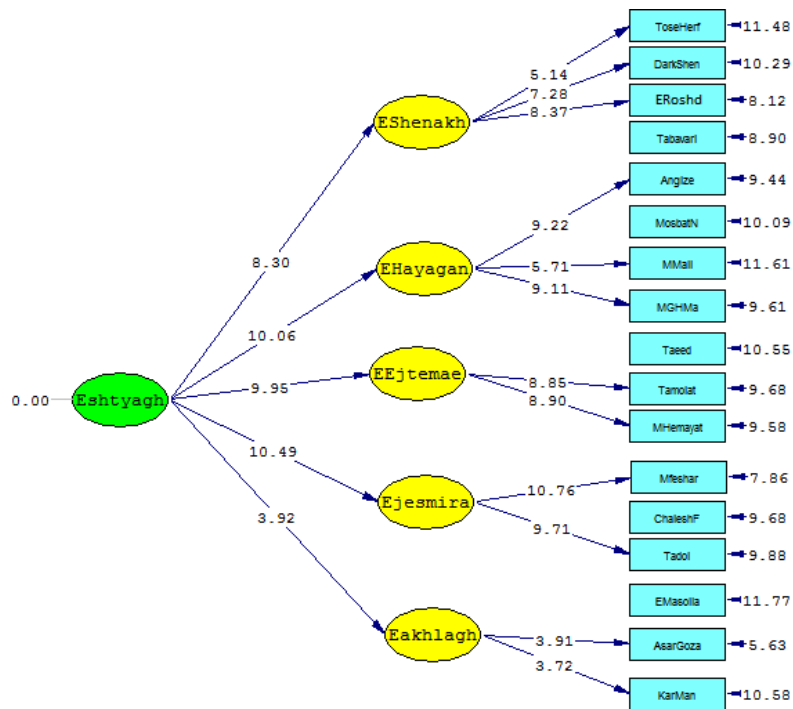 ToseHerf 11.48
5.14
DarkShen 10.29
7.28
ERoshd 8.12
8.37
EShenakh
Tabavari 8.90
Angize 9.44
9.22
MosbatN 10.09
8.30
EHayagan
5.71
MMali 11.61
9.11
MGHMa 9.61
10.06
Taeed 10.55
EEjtemae
8.85
Tamolat 9.68
9.95
8.90
0.00
Eshtyagh
MHemayat 9.58
10.49
Mfeshar 7.86
10.76
Ejesmira
ChaleshF 9.68
3.92
9.71
Tadol 9.88
EMasolia 11.77
Eakhlagh
3.91
AsarGoza 5.63
3.72
KarMan 10.58